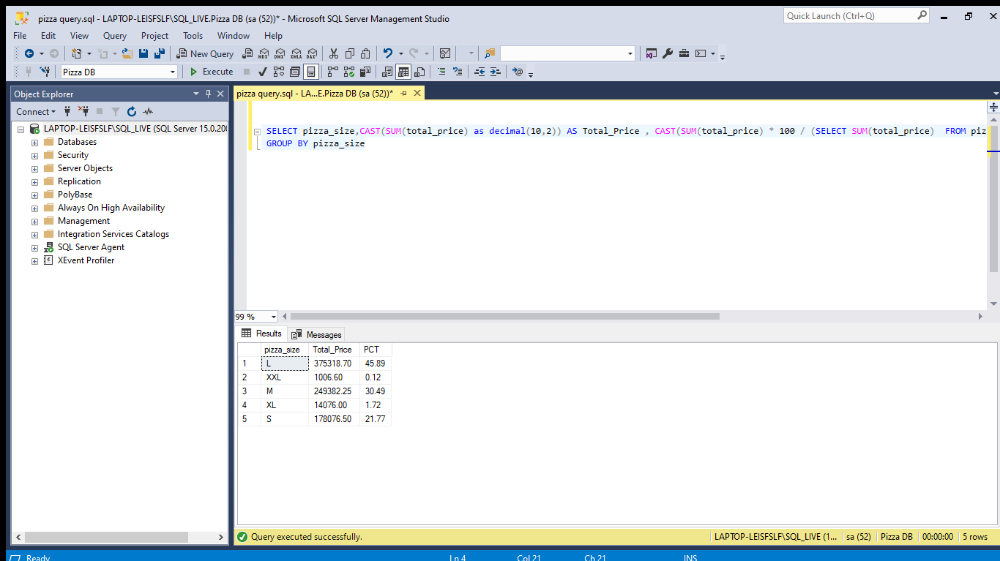 pizza query.sql - LAPTOP-LEISFSLF\SQL_LIVE.Pizza DB (sa (52))* - Microsoft SQL Server Management Studio
Quick Launch (Ctrl+Q)
File Edit View Query Project Tools Window Help
New Query MDX DMX XMLA DAX
Pizza DB Execute
Object Explorer
Connect
LAPTOP-LEISFSLF\SQL_LIVE (SQL Server 15.0.200
Databases
Security
Server Objects
Replication
PolyBase
Always On High Availability
Management
Integration Services Catalogs
SQL Server Agent
XEvent Profiler
pizza query.sql - LA...E.Pizza DB (sa (52))*
SELECT pizza_size,CAST(SUM(total_price) as decimal(10,2)) AS Total_Price , CAST(SUM(total_price) * 100 / (SELECT SUM(total_price) FROM piz
GROUP BY pizza_size
99 %
Results Messages
pizza_size Total_Price PCT
1 L 375318.70 45.89
2 XXL 1006.60 0.12
3 M 249382.25 30.49
4 XL 14076.00 1.72
5 S 178076.50 21.77
Query executed successfully. LAPTOP-LEISFSLF\SQL_LIVE (1... sa (52) Pizza DB 00:00:00 5 rows
Ready Ln 4 Col 21 Ch 21 INS